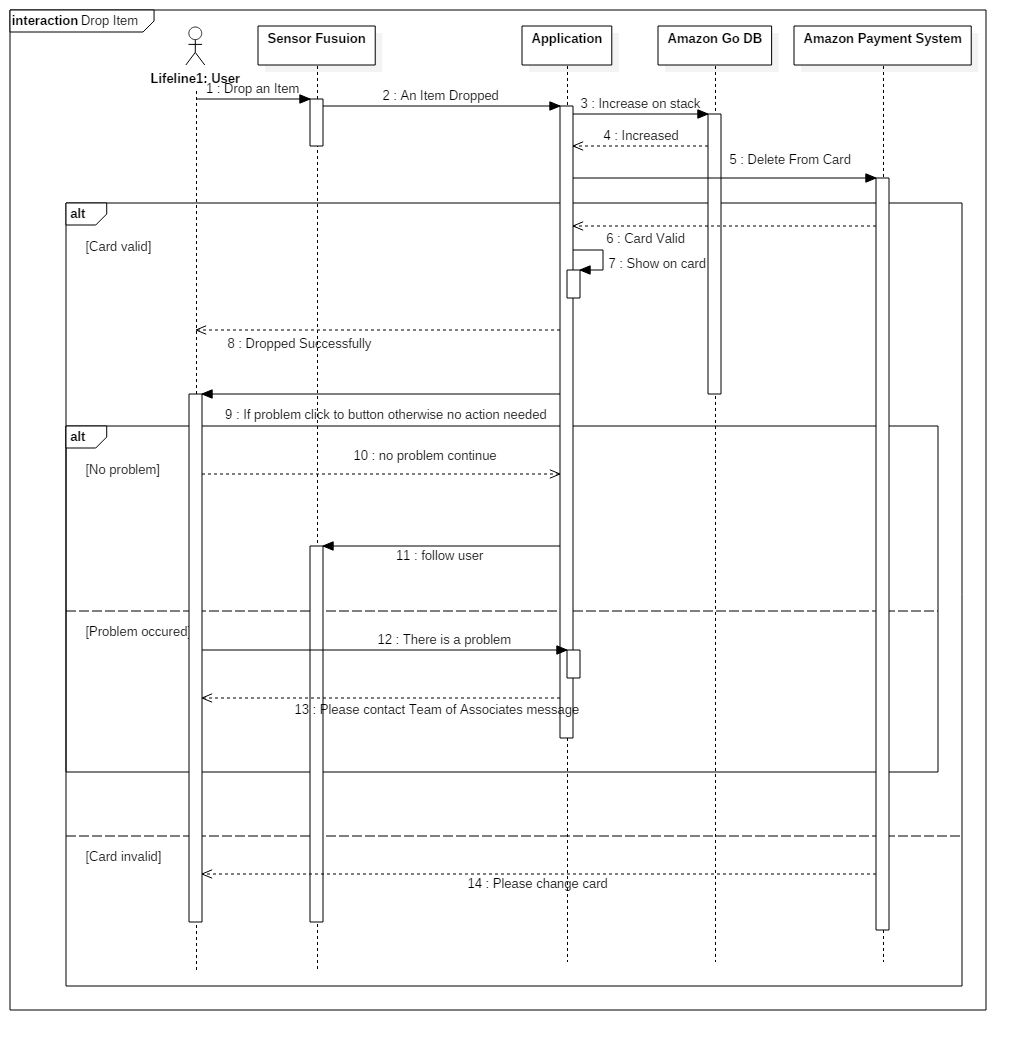 interaction Drop Item
Sensor Fusuion
Application
Amazon Go DB
Amazon Payment System
Lifeline1: User
1 : Drop an Item
2 : An Item Dropped
3 : Increase on stack
4 : Increased
5 : Delete From Card
alt
6 : Card Valid
[Card valid]
7 : Show on card
8 : Dropped Successfully
9 : If problem click to button otherwise no action needed
alt
10 : no problem continue
[No problem]
11 : follow user
[Problem occured]
12 : There is a problem
13 : Please contact Team of Associates message
[Card invalid]
14 : Please change card